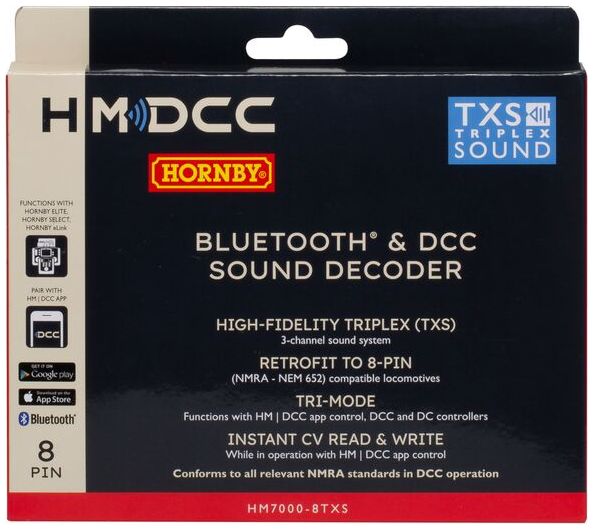 HM DCC
TXS
TRIPLEX
SOUND
HORNBY®
FUNCTIONS WITH
HORNBY ELITE,
HORNBY SELECT,
HORNBY eLink
PAIR WITH
HM | DCC APP
DCC
GET IT ON
Google play
Download on the
App Store
Bluetooth®
8
PIN
BLUETOOTH® & DCC
SOUND DECODER
HIGH-FIDELITY TRIPLEX (TXS)
3-channel sound system
RETROFIT TO 8-PIN
(NMRA - NEM 652) compatible locomotives
TRI-MODE
Functions with HM | DCC app control, DCC and DC controllers
INSTANT CV READ & WRITE
While in operation with HM | DCC app control
Conforms to all relevant NMRA standards in DCC operation
HM7000-8TXS